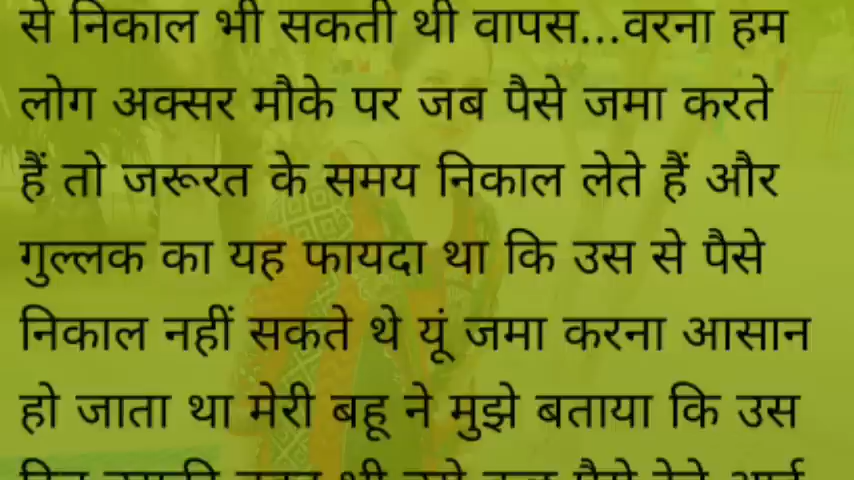 से निकाल भी सकती थी वापस...वरना हम
लोग अक्सर मौके पर जब पैसे जमा करते
हैं तो जरूरत के समय निकाल लेते हैं और
गुल्लक का यह फायदा था कि उस से पैसे
निकाल नहीं सकते थे यूं जमा करना आसान
हो जाता था मेरी बहू ने मुझे बताया कि उस